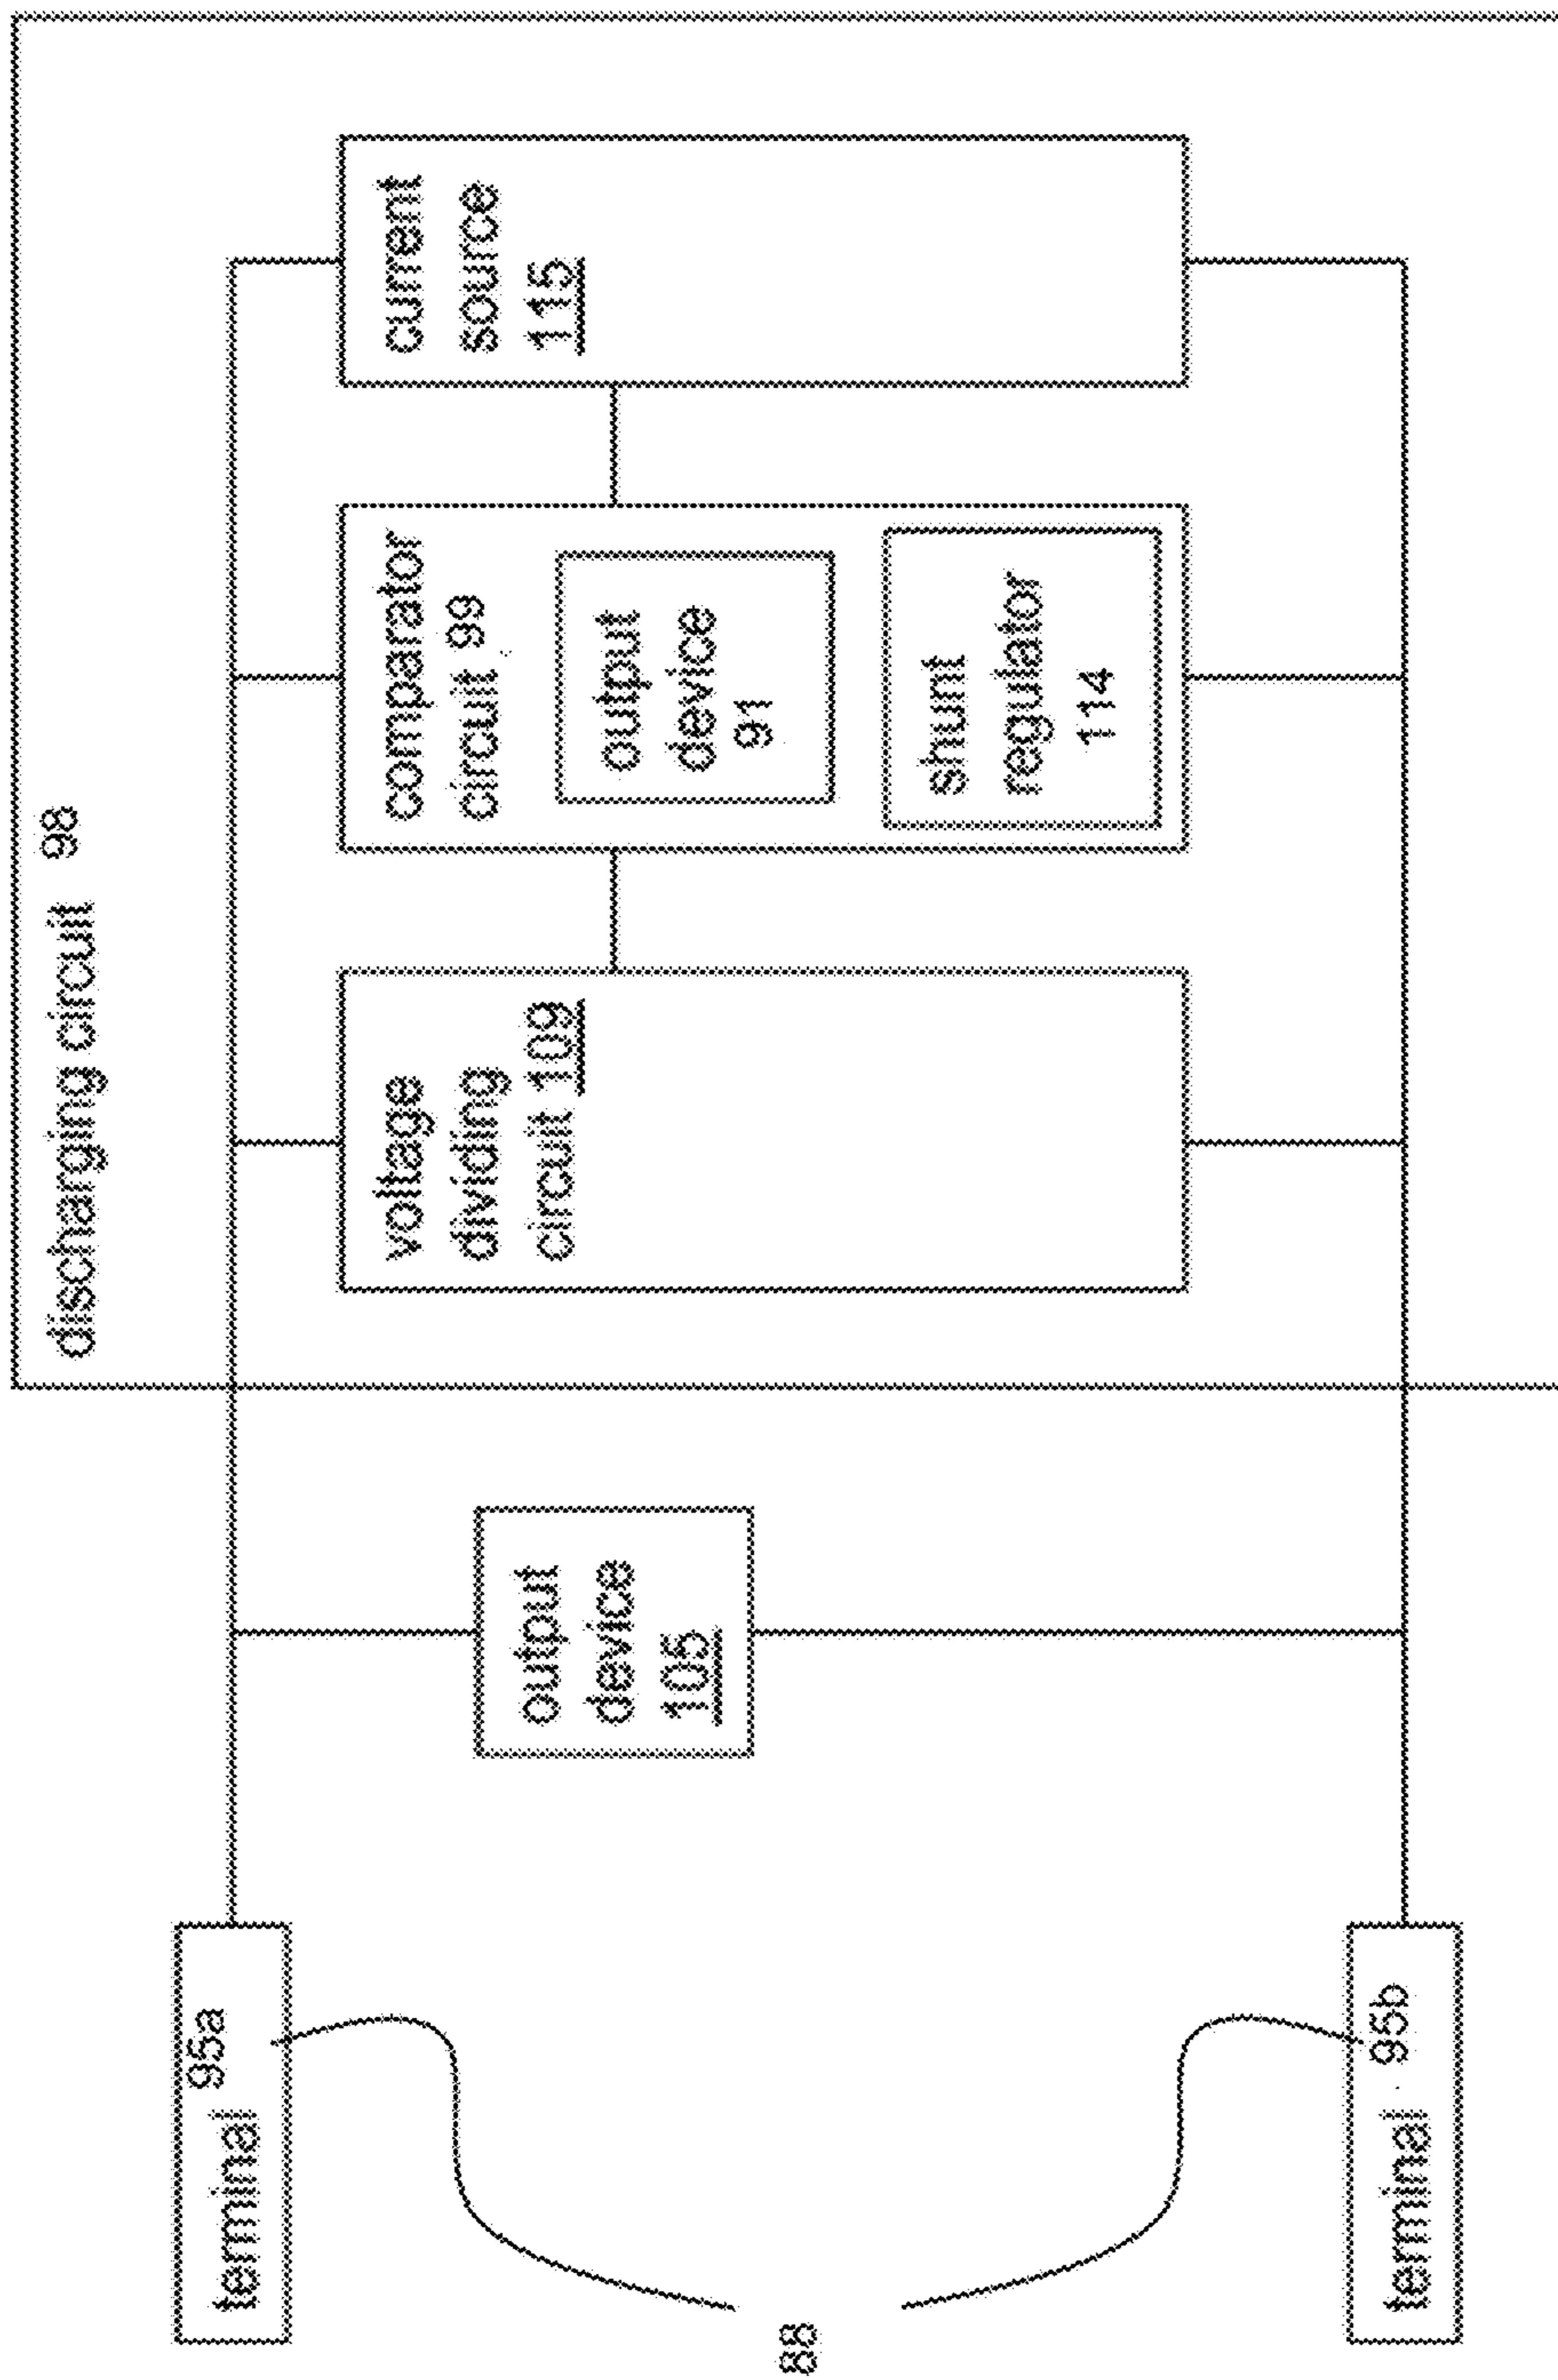 discharging circuit 98
95a
terminal
output
device
105
voltage
dividing
circuit 109
comparator
circuit 99
output
device
91
shunt
regulator
114
current
source
115
88
terminal 95b